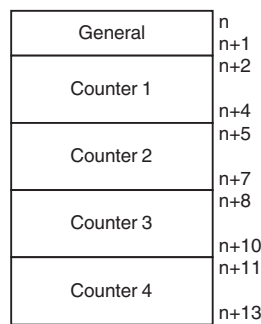 General
n
n+1
Counter 1
n+2
n+4
Counter 2
n+5
n+7
Counter 3
n+8
n+10
Counter 4
n+11
n+13